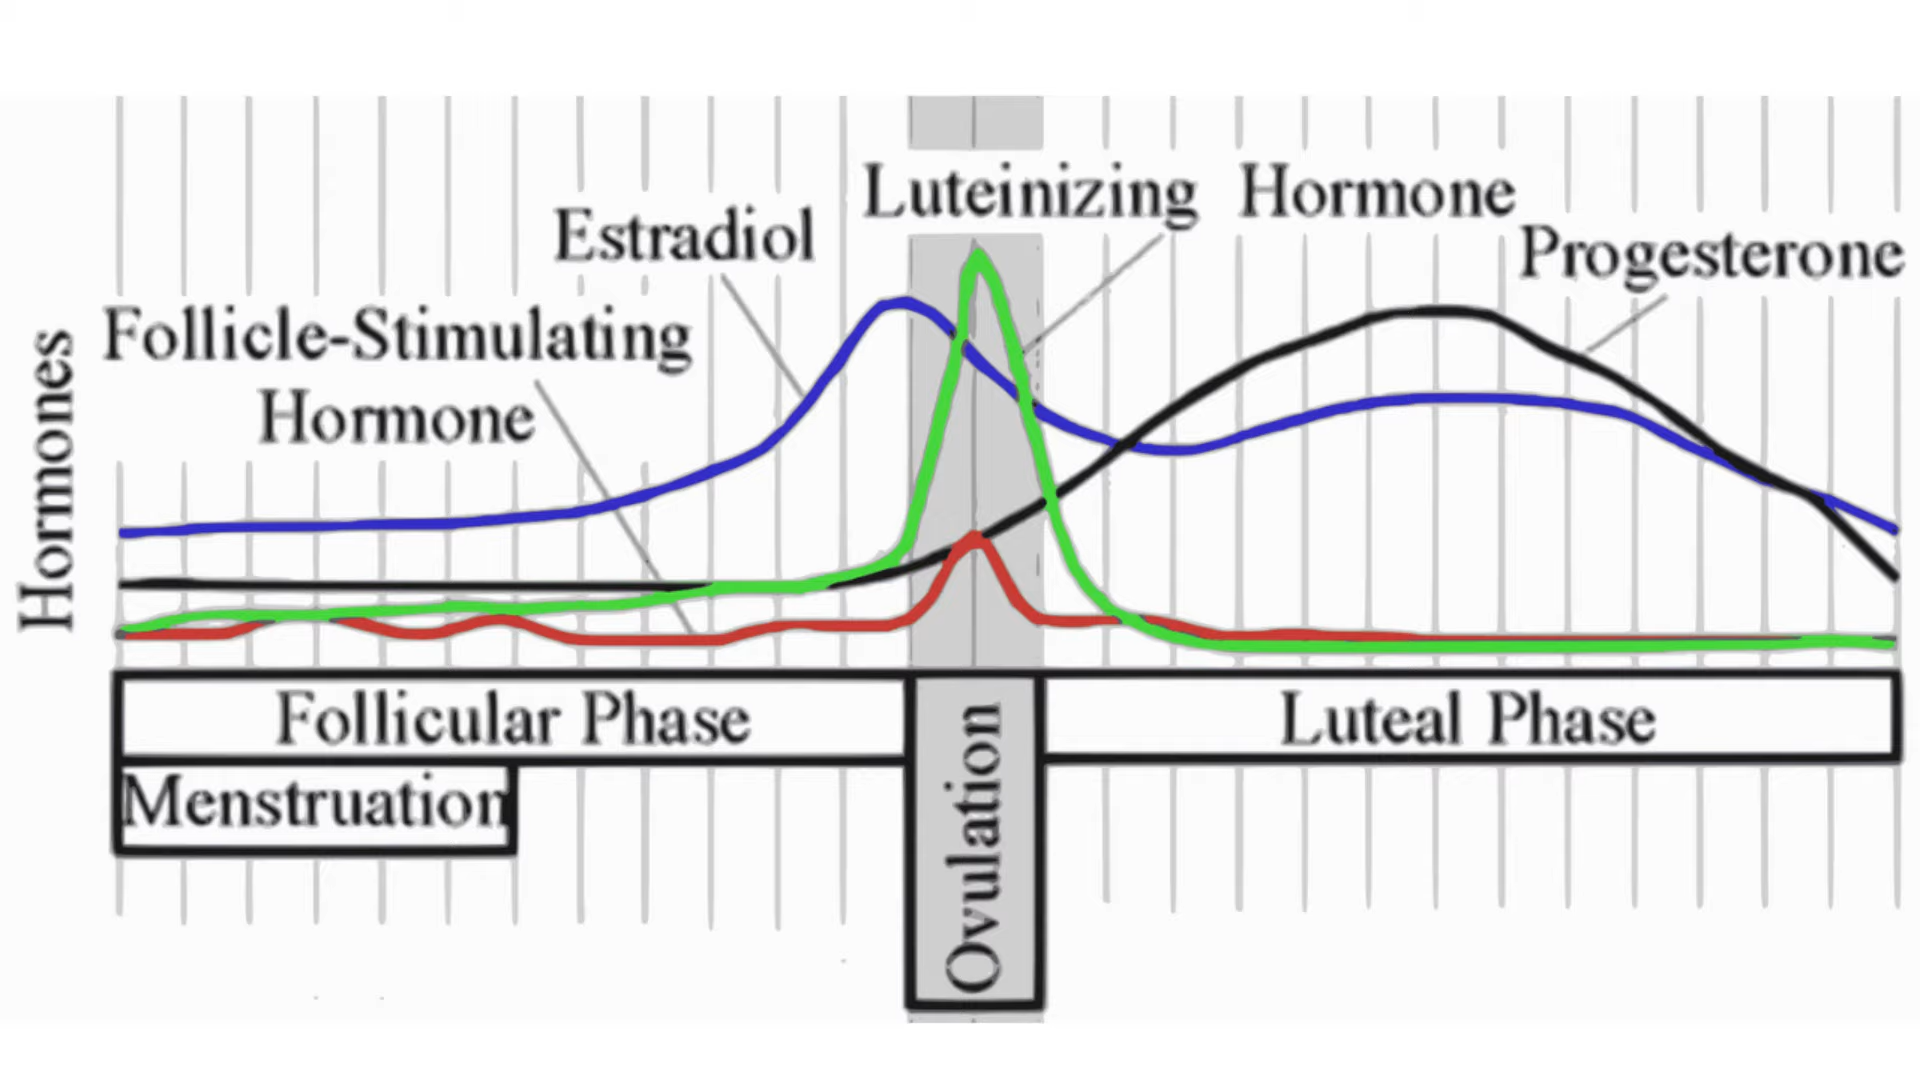 Luteinizing Hormone
Estradiol
Progesterone
Follicle-Stimulating
Hormone
Hormones
Follicular Phase
Luteal Phase
Menstruation
Ovulation